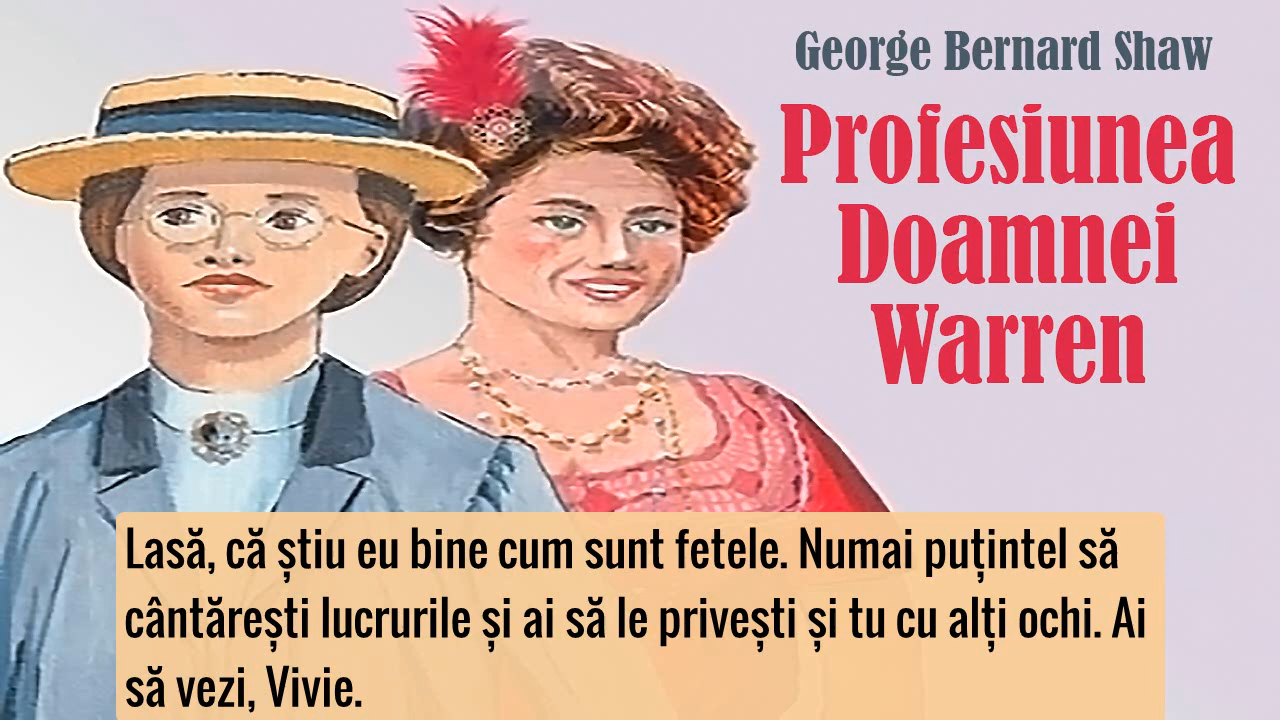 George Bernard Shaw
Profesiunea
Doamnei
Warren
Lasă, că știu eu bine cum sunt fetele. Numai puțintel să
cântărești lucrurile și ai să le privești și tu cu alți ochi. Ai
să vezi, Vivie.